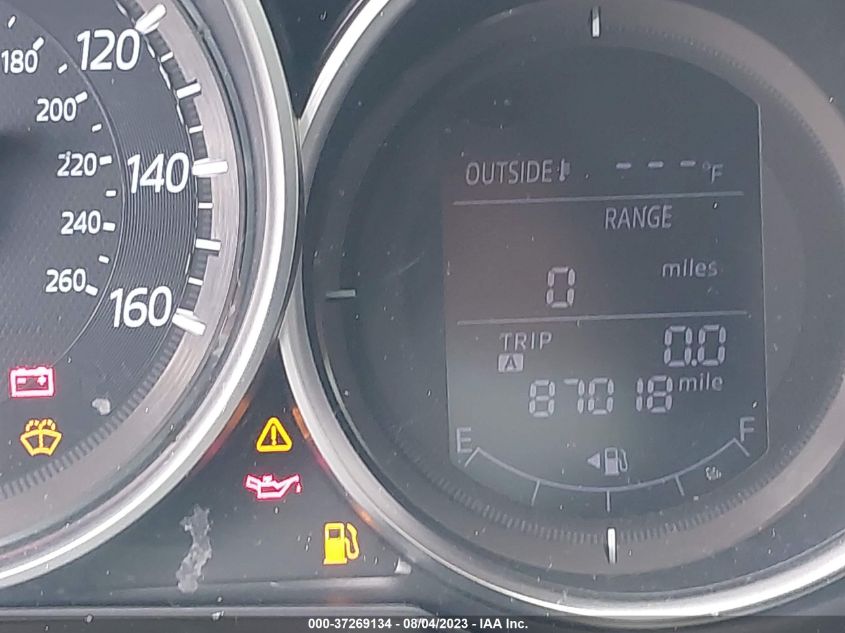 180
120
200
220
140
240
260
160
OUTSIDE - - - °F
RANGE
0 miles
TRIP A 0.0
87018 mile
E F
000-37269134 - 08/04/2023 - IAA Inc.